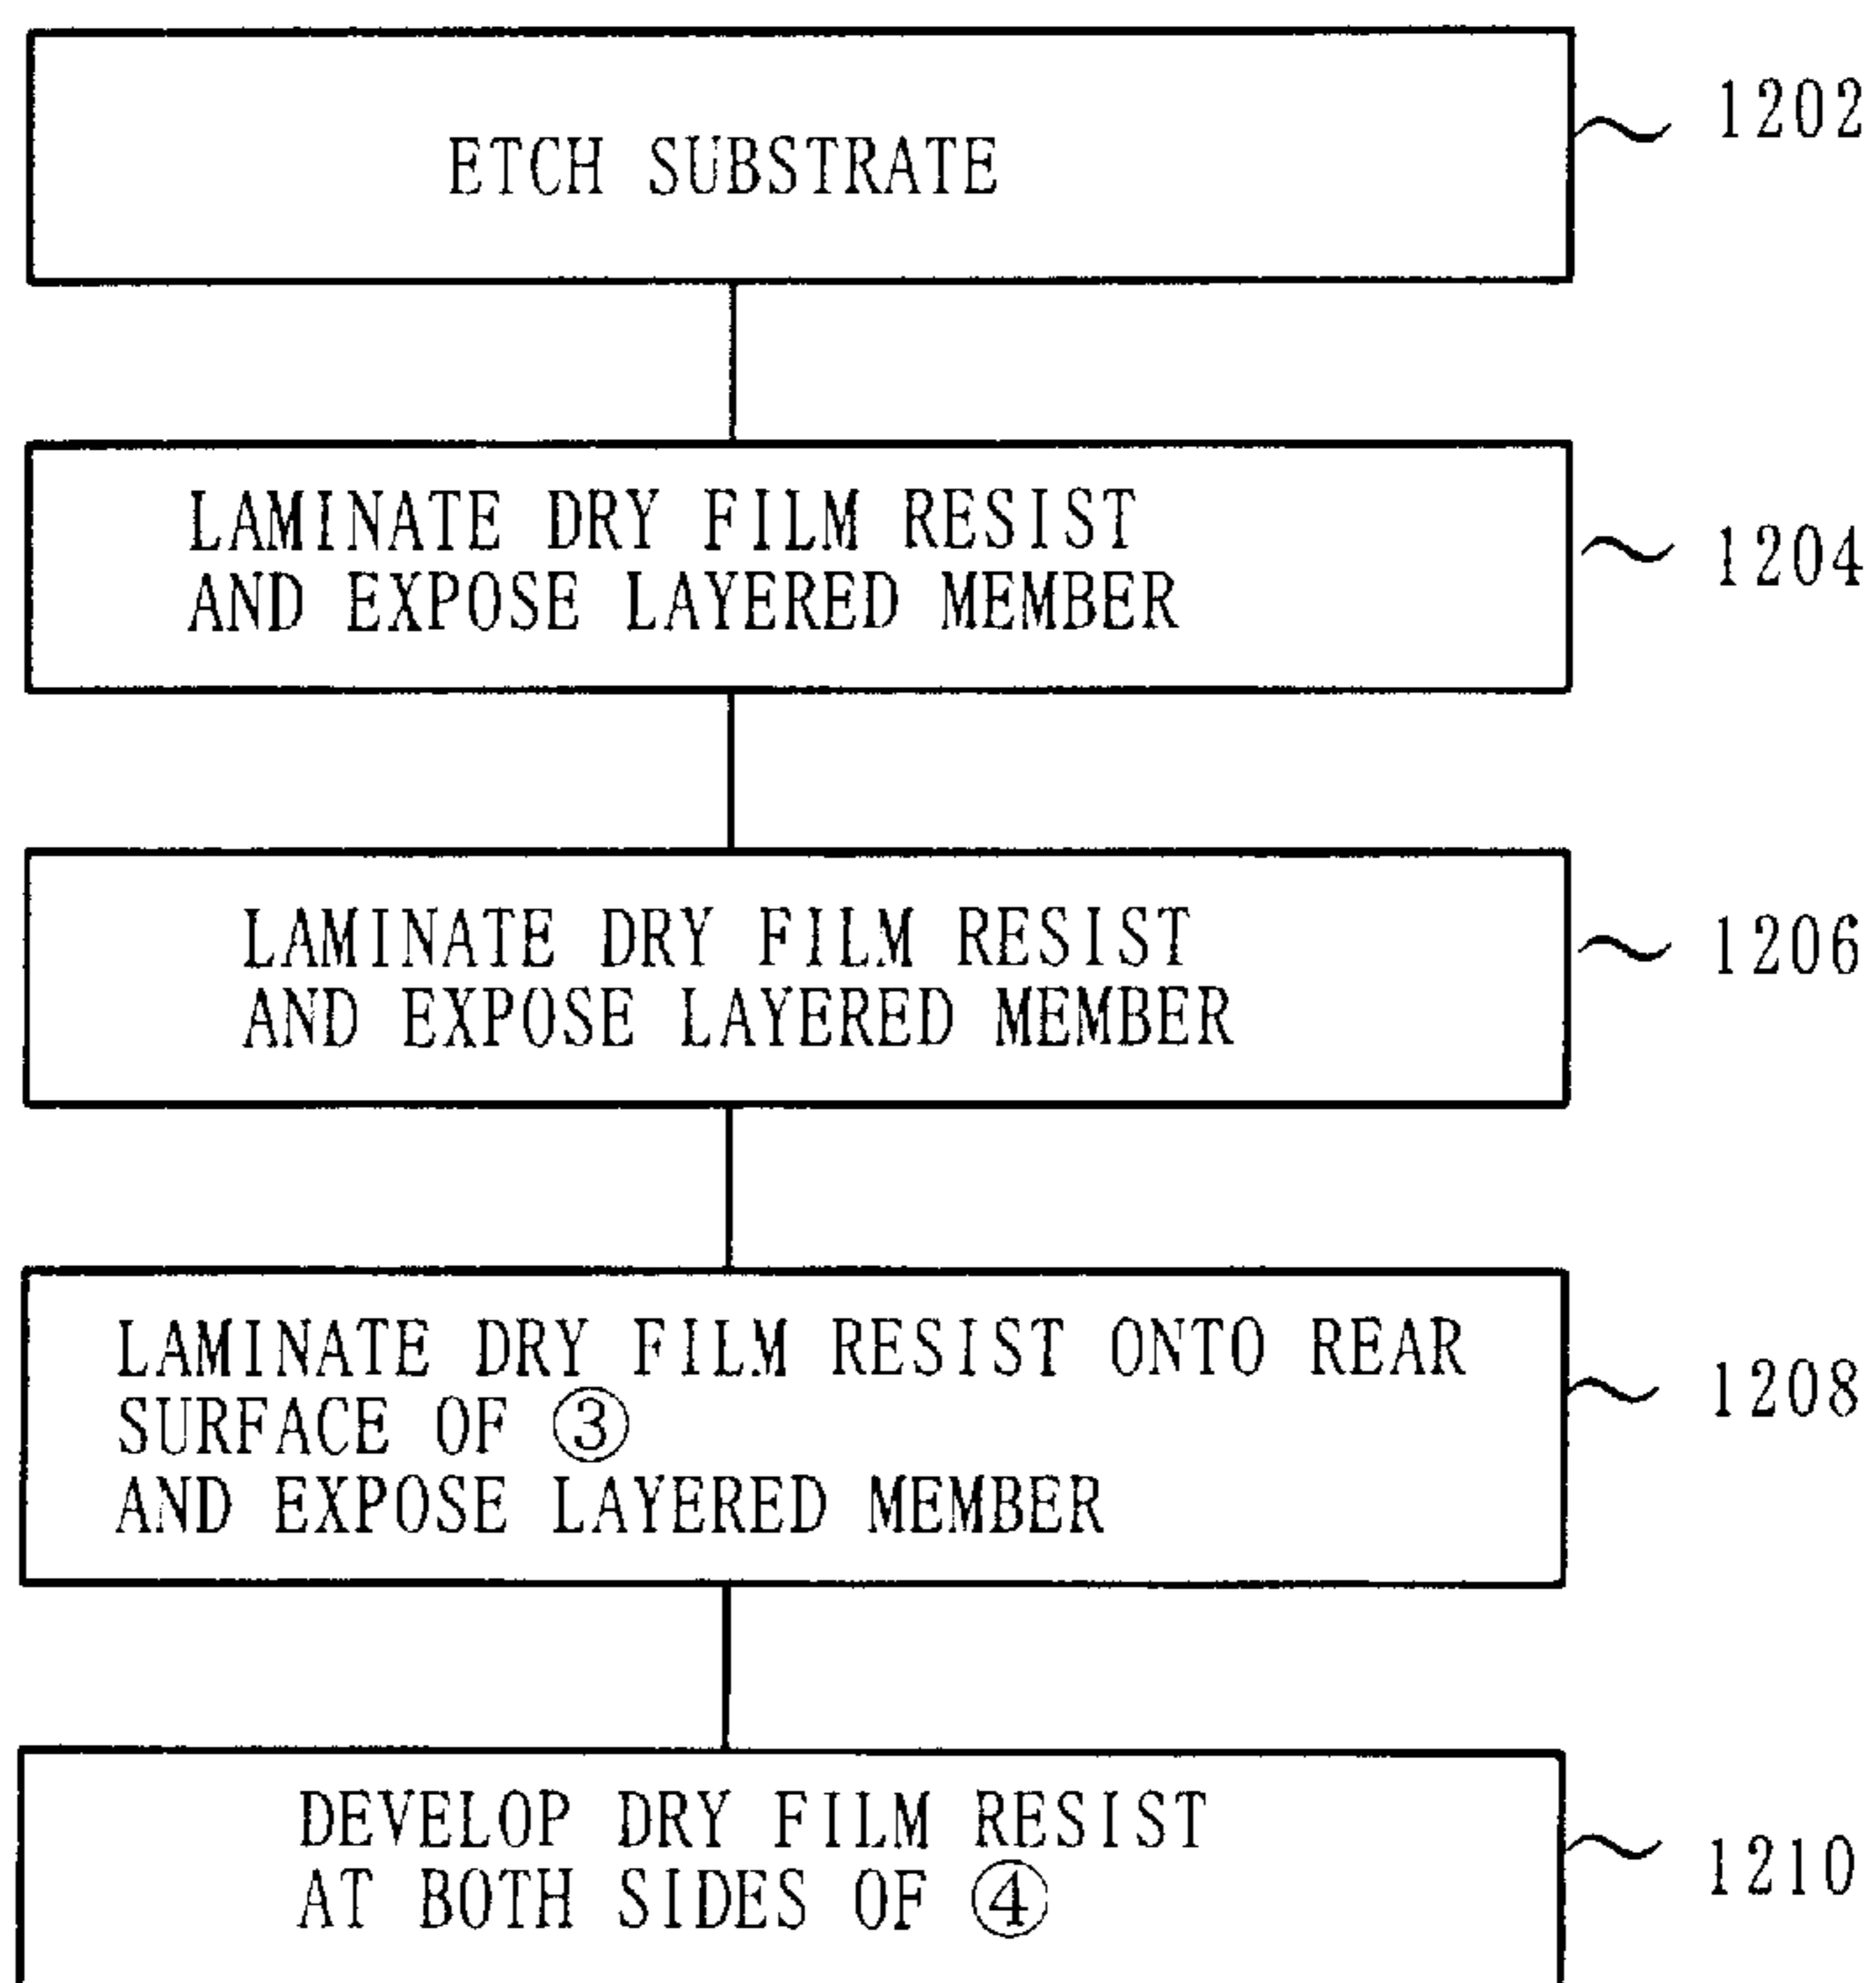 ETCH SUBSTRATE
1202
LAMINATE DRY FILM RESIST
AND EXPOSE LAYERED MEMBER
1204
LAMINATE DRY FILM RESIST
AND EXPOSE LAYERED MEMBER
1206
LAMINATE DRY FILM RESIST ONTO REAR
SURFACE OF ③
AND EXPOSE LAYERED MEMBER
1208
DEVELOP DRY FILM RESIST
AT BOTH SIDES OF ④
1210